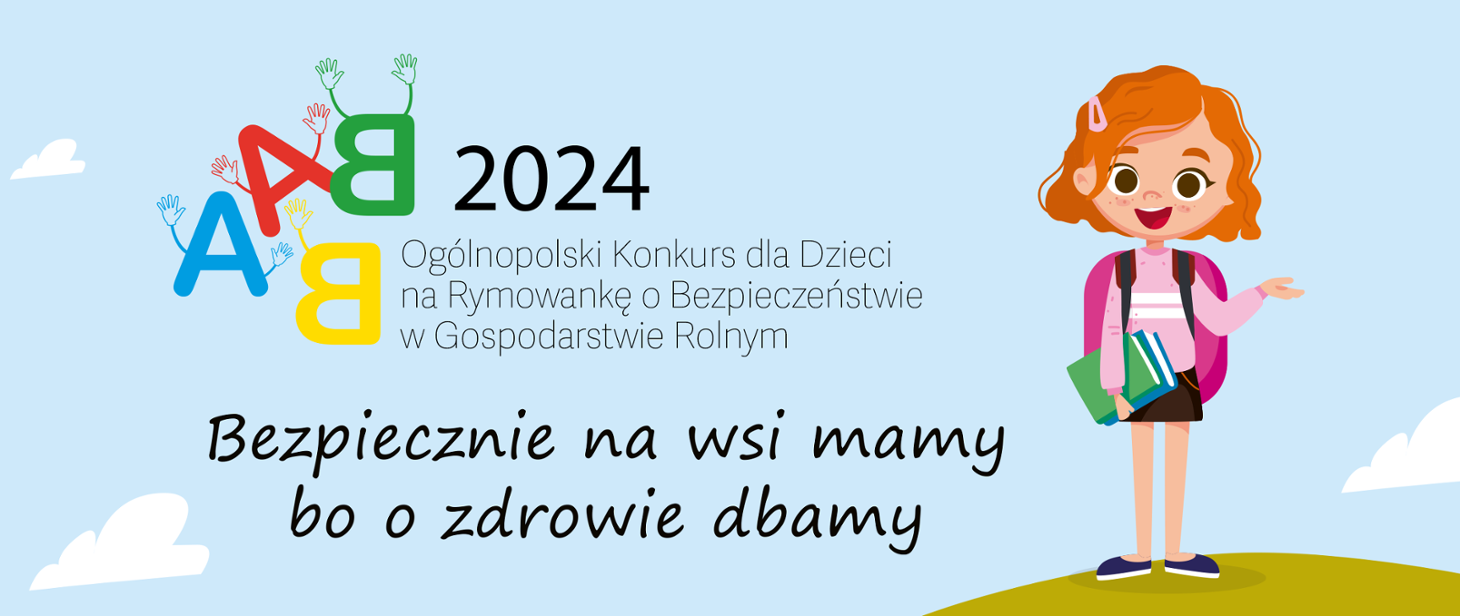 AABB
2024
Ogólnopolski Konkurs dla Dzieci
na Rymowankę o Bezpieczeństwie
w Gospodarstwie Rolnym
Bezpiecznie na wsi mamy
bo o zdrowie dbamy